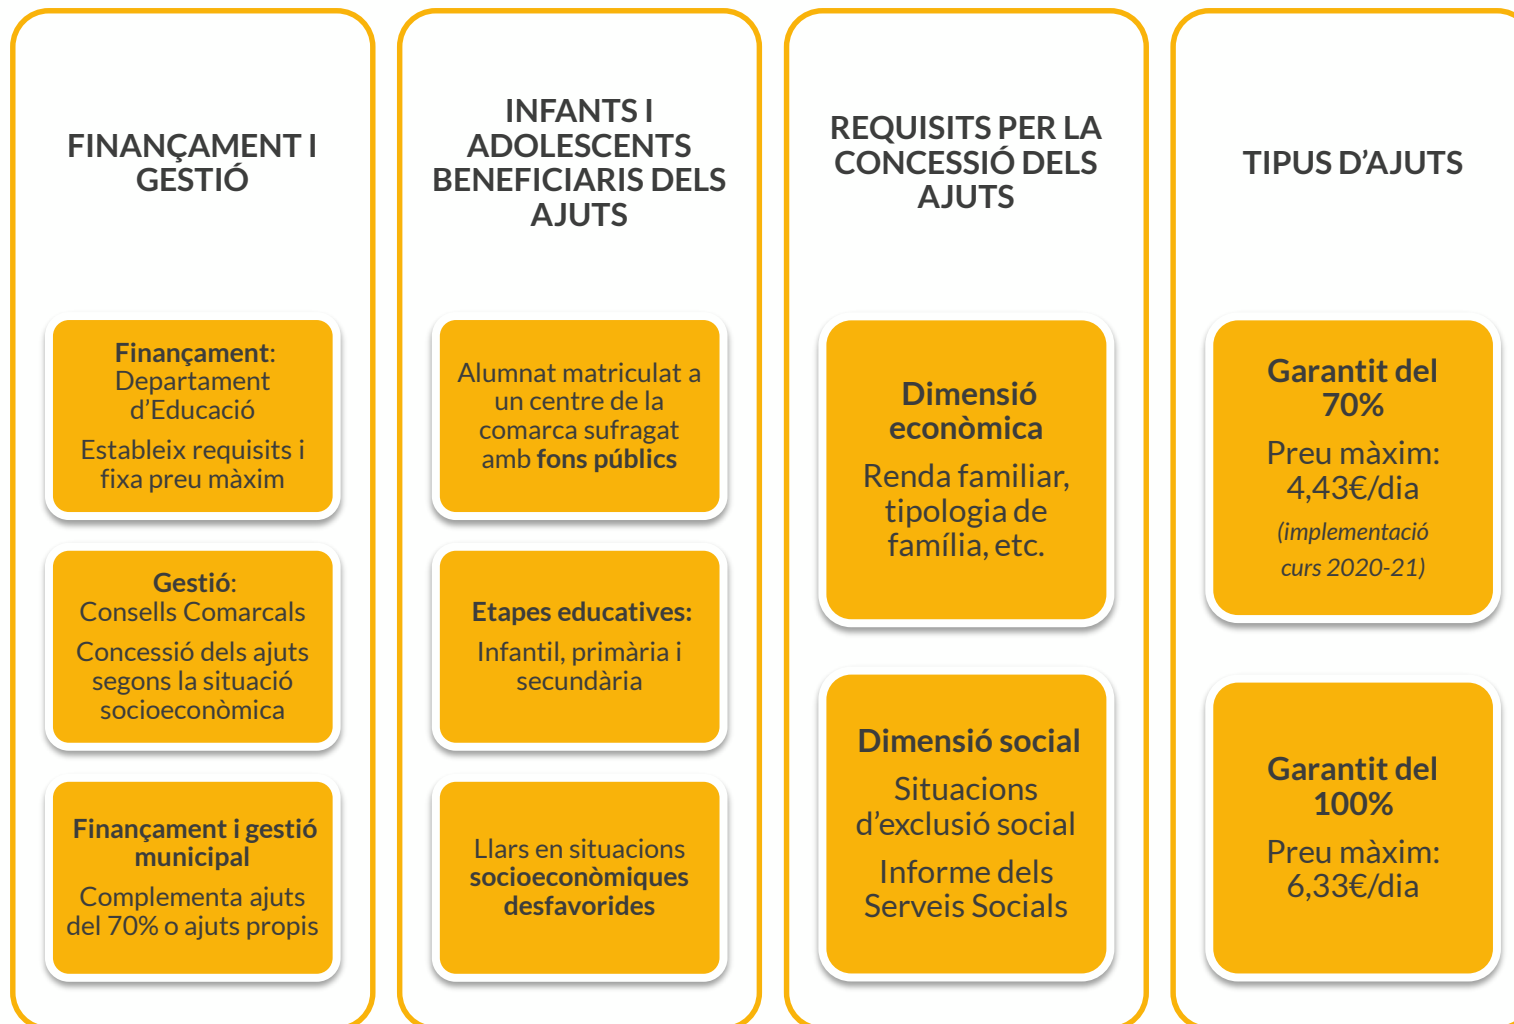 FINANÇAMENT I
GESTIÓ
Finançament:
Departament
d’Educació
Estableix requisits i
fixa preu màxim
Gestió:
Consells Comarcals
Concessió dels ajuts
segons la situació
socioeconòmica
Finançament i gestió
municipal
Complementa ajuts
del 70% o ajuts propis
INFANTS I
ADOLESCENTS
BENEFICIARIS DELS
AJUTS
Alumnat matriculat a
un centre de la
comarca sufragat
amb fons públics
Etapes educatives:
Infantil, primària i
secundària
Llars en situacions
socioeconòmiques
desfavorides
REQUISITS PER LA
CONCESSIÓ DELS
AJUTS
Dimensió
econòmica
Renda familiar,
tipologia de
família, etc.
Dimensió social
Situacions
d’exclusió social
Informe dels
Serveis Socials
TIPUS D’AJUTS
Garantit del
70%
Preu màxim:
4,43€/dia
(implementació
curs 2020-21)
Garantit del
100%
Preu màxim:
6,33€/dia